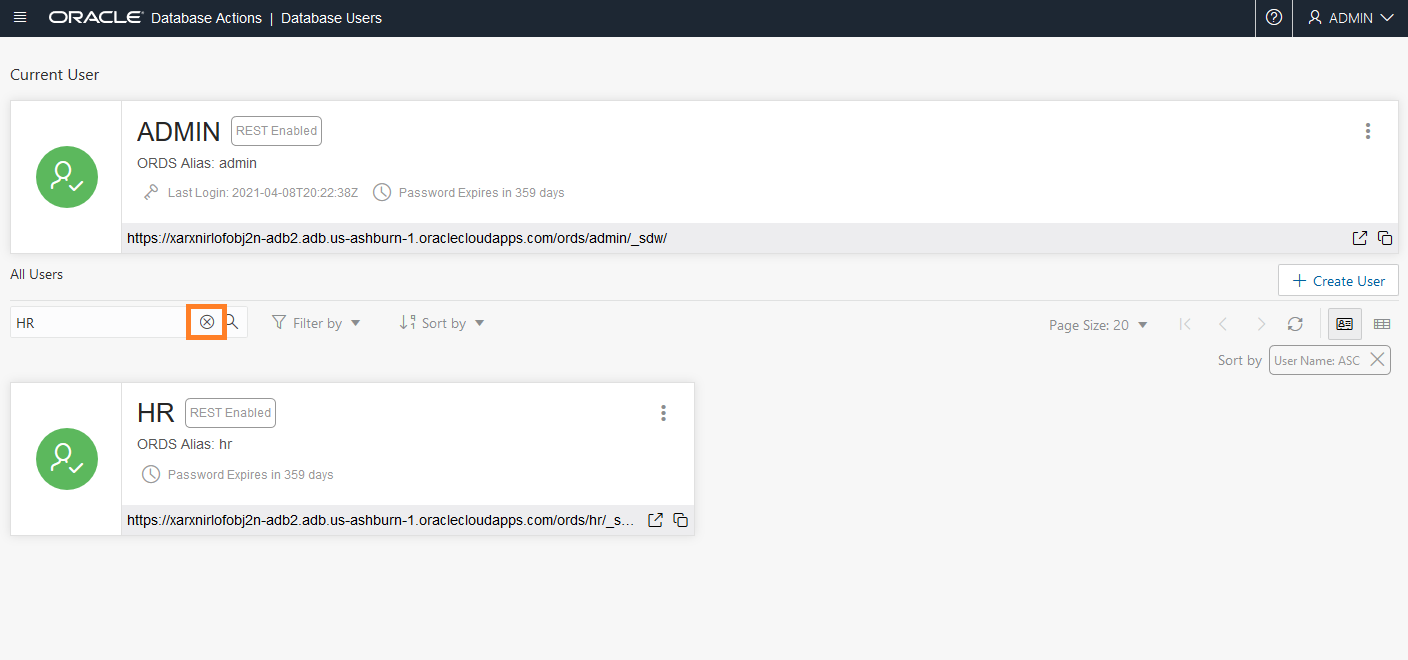 ORACLE Database Actions | Database Users ADMIN
Current User
ADMIN REST Enabled
ORDS Alias: admin
Last Login: 2021-04-08T20:22:38Z Password Expires in 359 days
https://xarxnirlofobj2n-adb2.adb.us-ashburn-1.oraclecloudapps.com/ords/admin/_sdw/
All Users
Create User
HR Filter by Sort by Page Size: 20
Sort by User Name: ASC
HR REST Enabled
ORDS Alias: hr
Password Expires in 359 days
https://xarxnirlofobj2n-adb2.adb.us-ashburn-1.oraclecloudapps.com/ords/hr/_s...